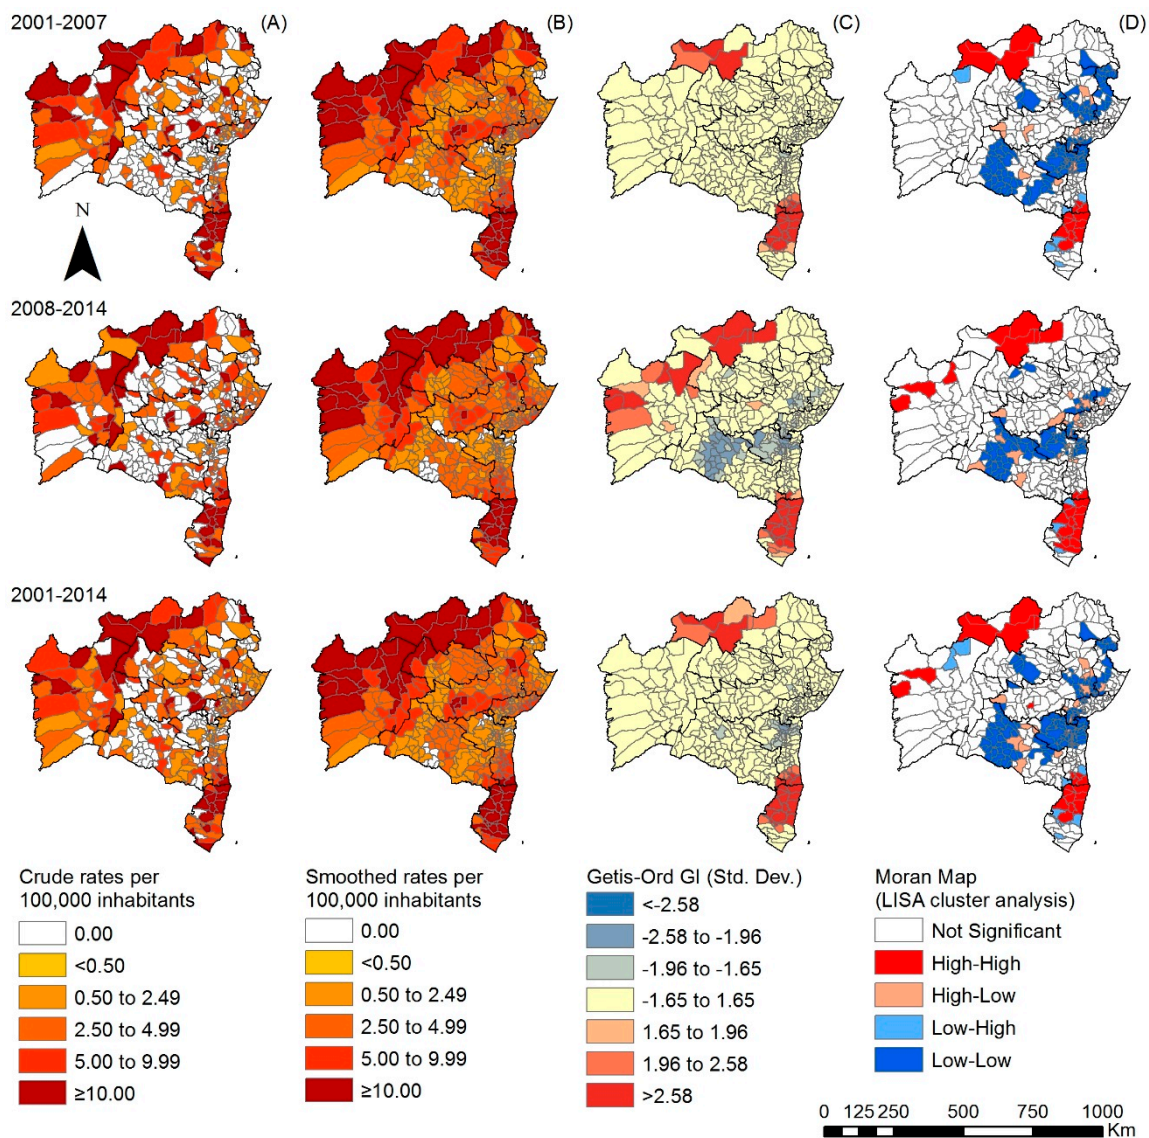 2001-2007
(A)
(B)
(C)
(D)
N
2008-2014
2001-2014
Crude rates per
100,000 inhabitants
0.00
<0.50
0.50 to 2.49
2.50 to 4.99
5.00 to 9.99
≥10.00
Smoothed rates per
100,000 inhabitants
0.00
<0.50
0.50 to 2.49
2.50 to 4.99
5.00 to 9.99
≥10.00
Getis-Ord GI (Std. Dev.)
<-2.58
-2.58 to -1.96
-1.96 to -1.65
-1.65 to 1.65
1.65 to 1.96
1.96 to 2.58
>2.58
Moran Map
(LISA cluster analysis)
Not Significant
High-High
High-Low
Low-High
Low-Low
0 125 250 500 750 1000
Km